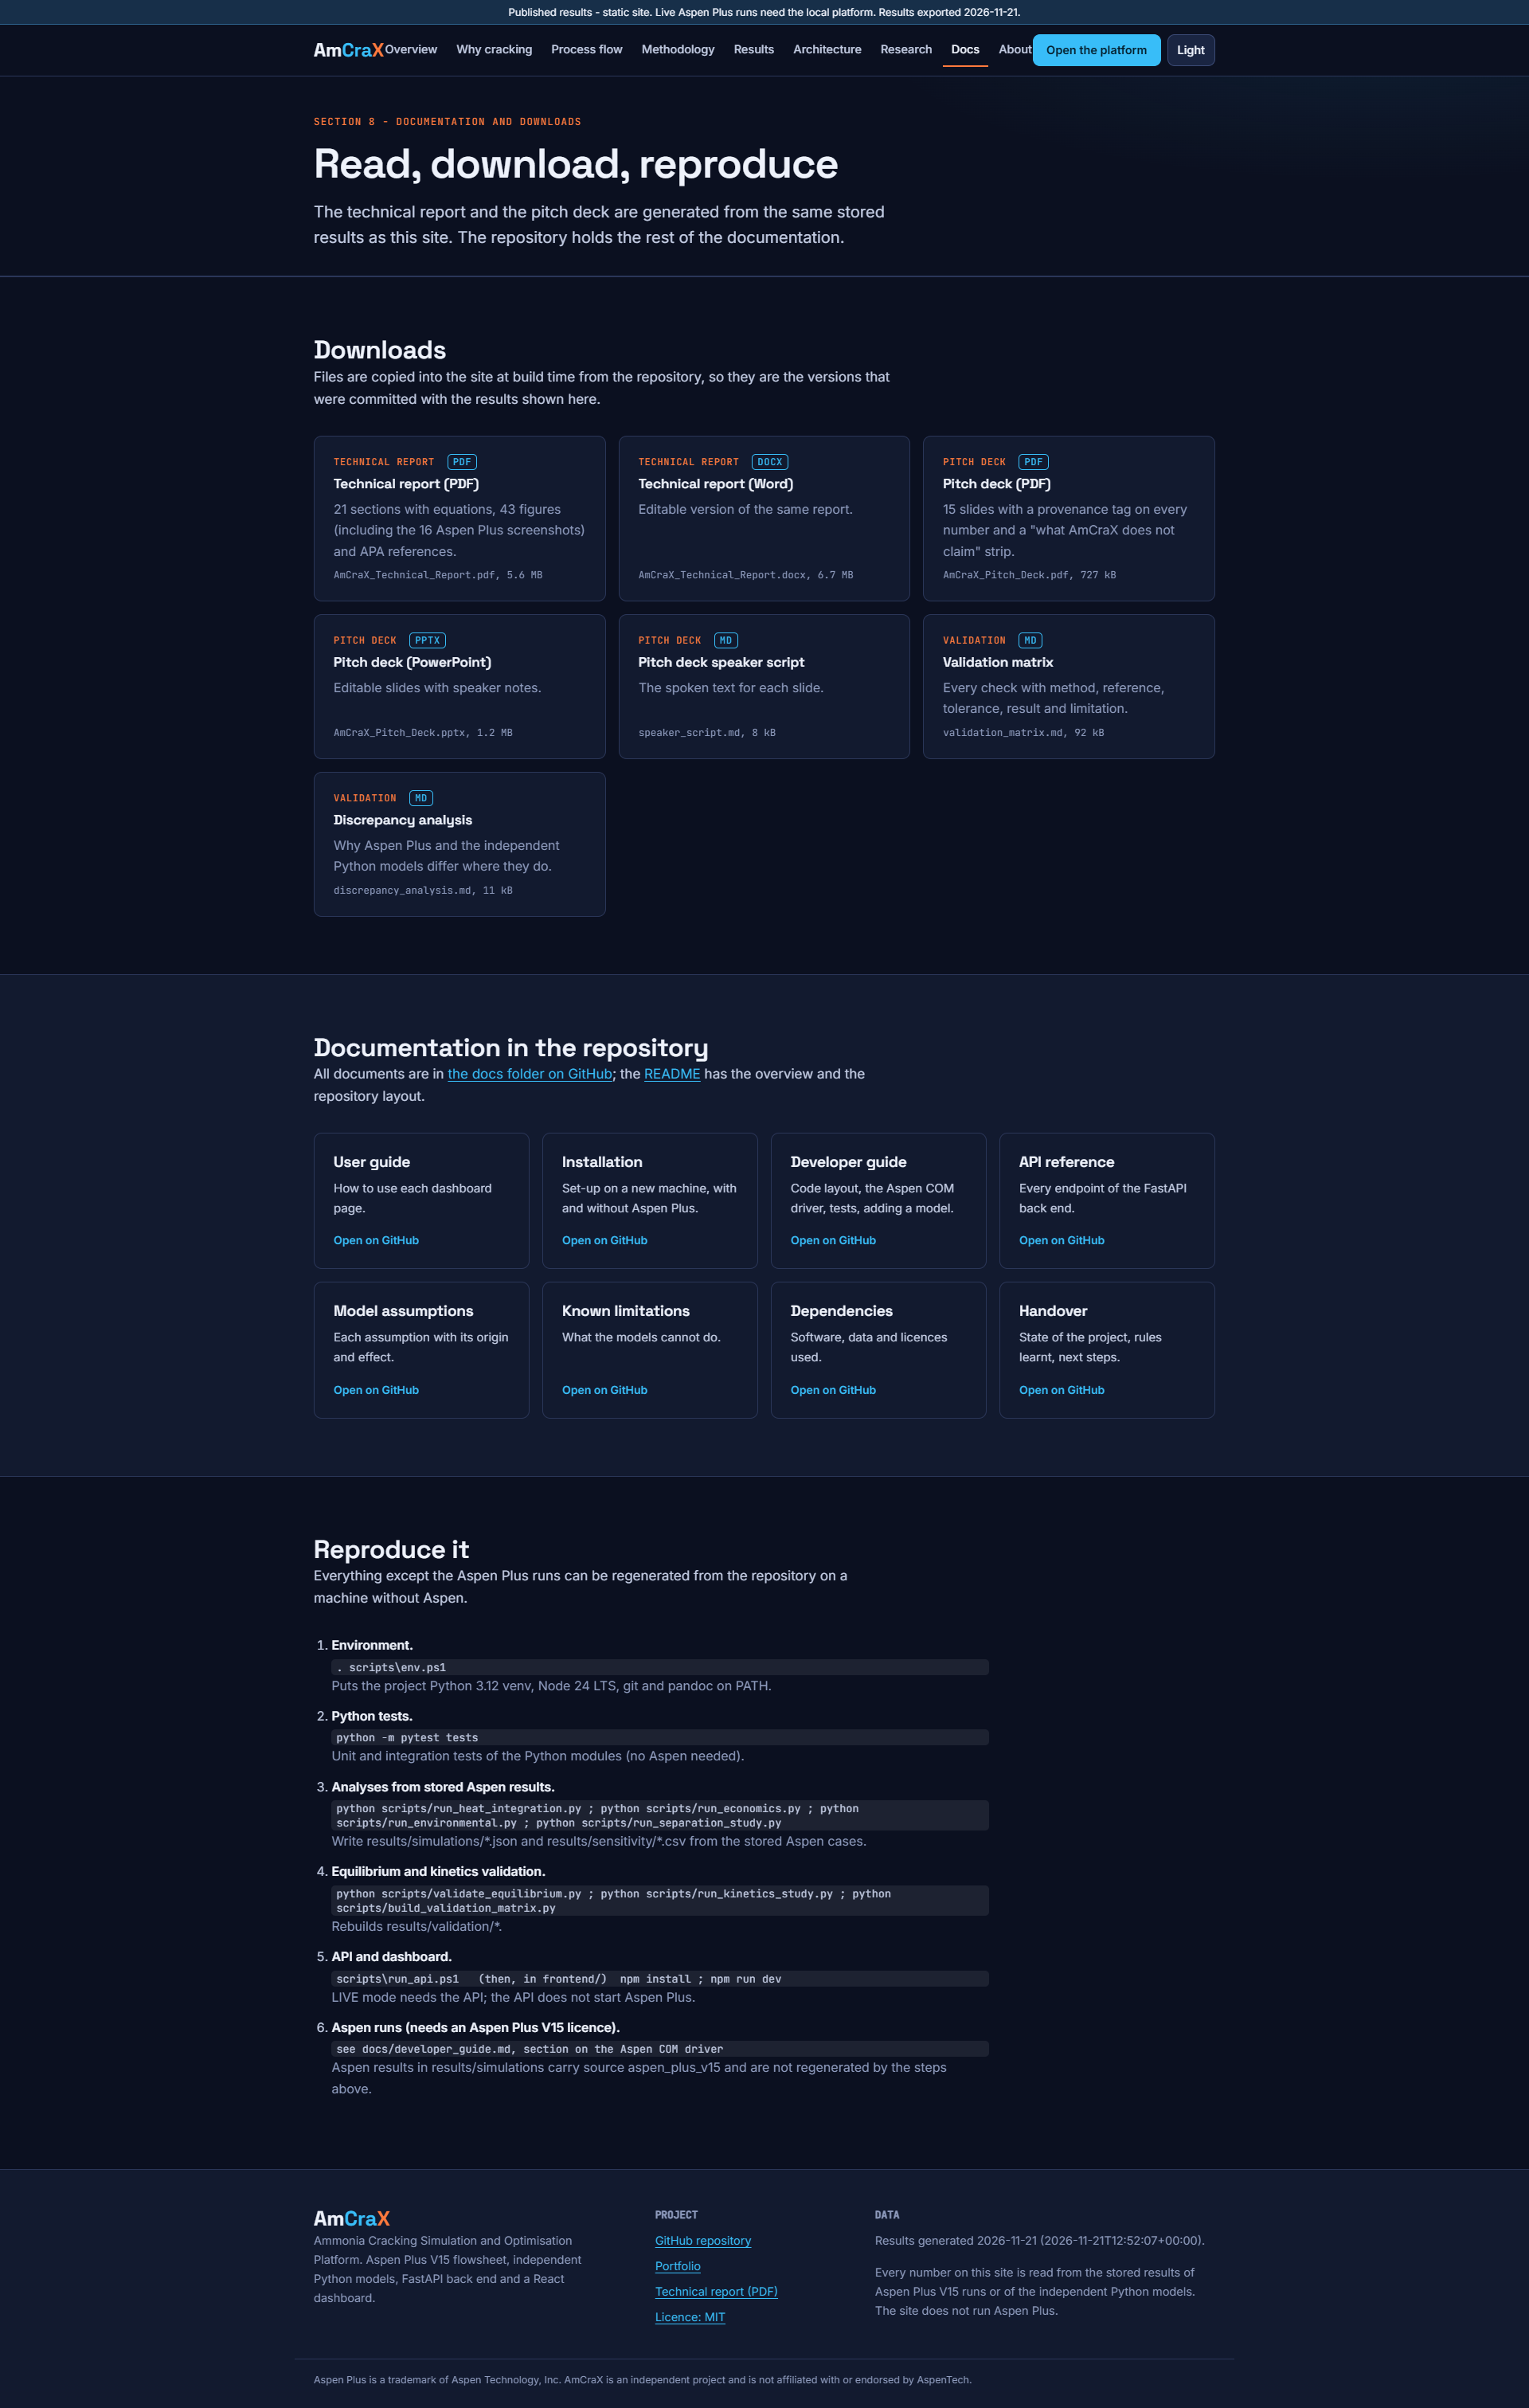 Published results - static site. Live Aspen Plus runs need the local platform. Results exported 2026-11-21.
AmCraX Overview Why cracking Process flow Methodology Results Architecture Research Docs About Open the platform Light
SECTION 8 - DOCUMENTATION AND DOWNLOADS
Read, download, reproduce
The technical report and the pitch deck are generated from the same stored
results as this site. The repository holds the rest of the documentation.
Downloads
Files are copied into the site at build time from the repository, so they are the versions that
were committed with the results shown here.
TECHNICAL REPORT PDF
Technical report (PDF)
21 sections with equations, 43 figures
(including the 16 Aspen Plus screenshots)
and APA references.
AmCraX_Technical_Report.pdf, 5.6 MB
TECHNICAL REPORT DOCX
Technical report (Word)
Editable version of the same report.
AmCraX_Technical_Report.docx, 6.7 MB
PITCH DECK PDF
Pitch deck (PDF)
15 slides with a provenance tag on every
number and a "what AmCraX does not
claim" strip.
AmCraX_Pitch_Deck.pdf, 727 kB
PITCH DECK PPTX
Pitch deck (PowerPoint)
Editable slides with speaker notes.
AmCraX_Pitch_Deck.pptx, 1.2 MB
PITCH DECK MD
Pitch deck speaker script
The spoken text for each slide.
speaker_script.md, 8 kB
VALIDATION MD
Validation matrix
Every check with method, reference,
tolerance, result and limitation.
validation_matrix.md, 92 kB
VALIDATION MD
Discrepancy analysis
Why Aspen Plus and the independent
Python models differ where they do.
discrepancy_analysis.md, 11 kB
Documentation in the repository
All documents are in the docs folder on GitHub; the README has the overview and the
repository layout.
User guide
How to use each dashboard
page.
Open on GitHub
Installation
Set-up on a new machine, with
and without Aspen Plus.
Open on GitHub
Developer guide
Code layout, the Aspen COM
driver, tests, adding a model.
Open on GitHub
API reference
Every endpoint of the FastAPI
back end.
Open on GitHub
Model assumptions
Each assumption with its origin
and effect.
Open on GitHub
Known limitations
What the models cannot do.
Open on GitHub
Dependencies
Software, data and licences
used.
Open on GitHub
Handover
State of the project, rules
learnt, next steps.
Open on GitHub
Reproduce it
Everything except the Aspen Plus runs can be regenerated from the repository on a
machine without Aspen.
1. Environment.
. scripts\env.ps1
Puts the project Python 3.12 venv, Node 24 LTS, git and pandoc on PATH.
2. Python tests.
python -m pytest tests
Unit and integration tests of the Python modules (no Aspen needed).
3. Analyses from stored Aspen results.
python scripts/run_heat_integration.py ; python scripts/run_economics.py ; python
scripts/run_environmental.py ; python scripts/run_separation_study.py
Write results/simulations/*.json and results/sensitivity/*.csv from the stored Aspen cases.
4. Equilibrium and kinetics validation.
python scripts/validate_equilibrium.py ; python scripts/run_kinetics_study.py ; python
scripts/build_validation_matrix.py
Rebuilds results/validation/*.
5. API and dashboard.
scripts\run_api.ps1 (then, in frontend/) npm install ; npm run dev
LIVE mode needs the API; the API does not start Aspen Plus.
6. Aspen runs (needs an Aspen Plus V15 licence).
see docs/developer_guide.md, section on the Aspen COM driver
Aspen results in results/simulations carry source aspen_plus_v15 and are not regenerated by the steps
above.
AmCraX
Ammonia Cracking Simulation and Optimisation
Platform. Aspen Plus V15 flowsheet, independent
Python models, FastAPI back end and a React
dashboard.
PROJECT
GitHub repository
Portfolio
Technical report (PDF)
Licence: MIT
DATA
Results generated 2026-11-21 (2026-11-21T12:52:07+00:00).
Every number on this site is read from the stored results of
Aspen Plus V15 runs or of the independent Python models.
The site does not run Aspen Plus.
Aspen Plus is a trademark of Aspen Technology, Inc. AmCraX is an independent project and is not affiliated with or endorsed by AspenTech.